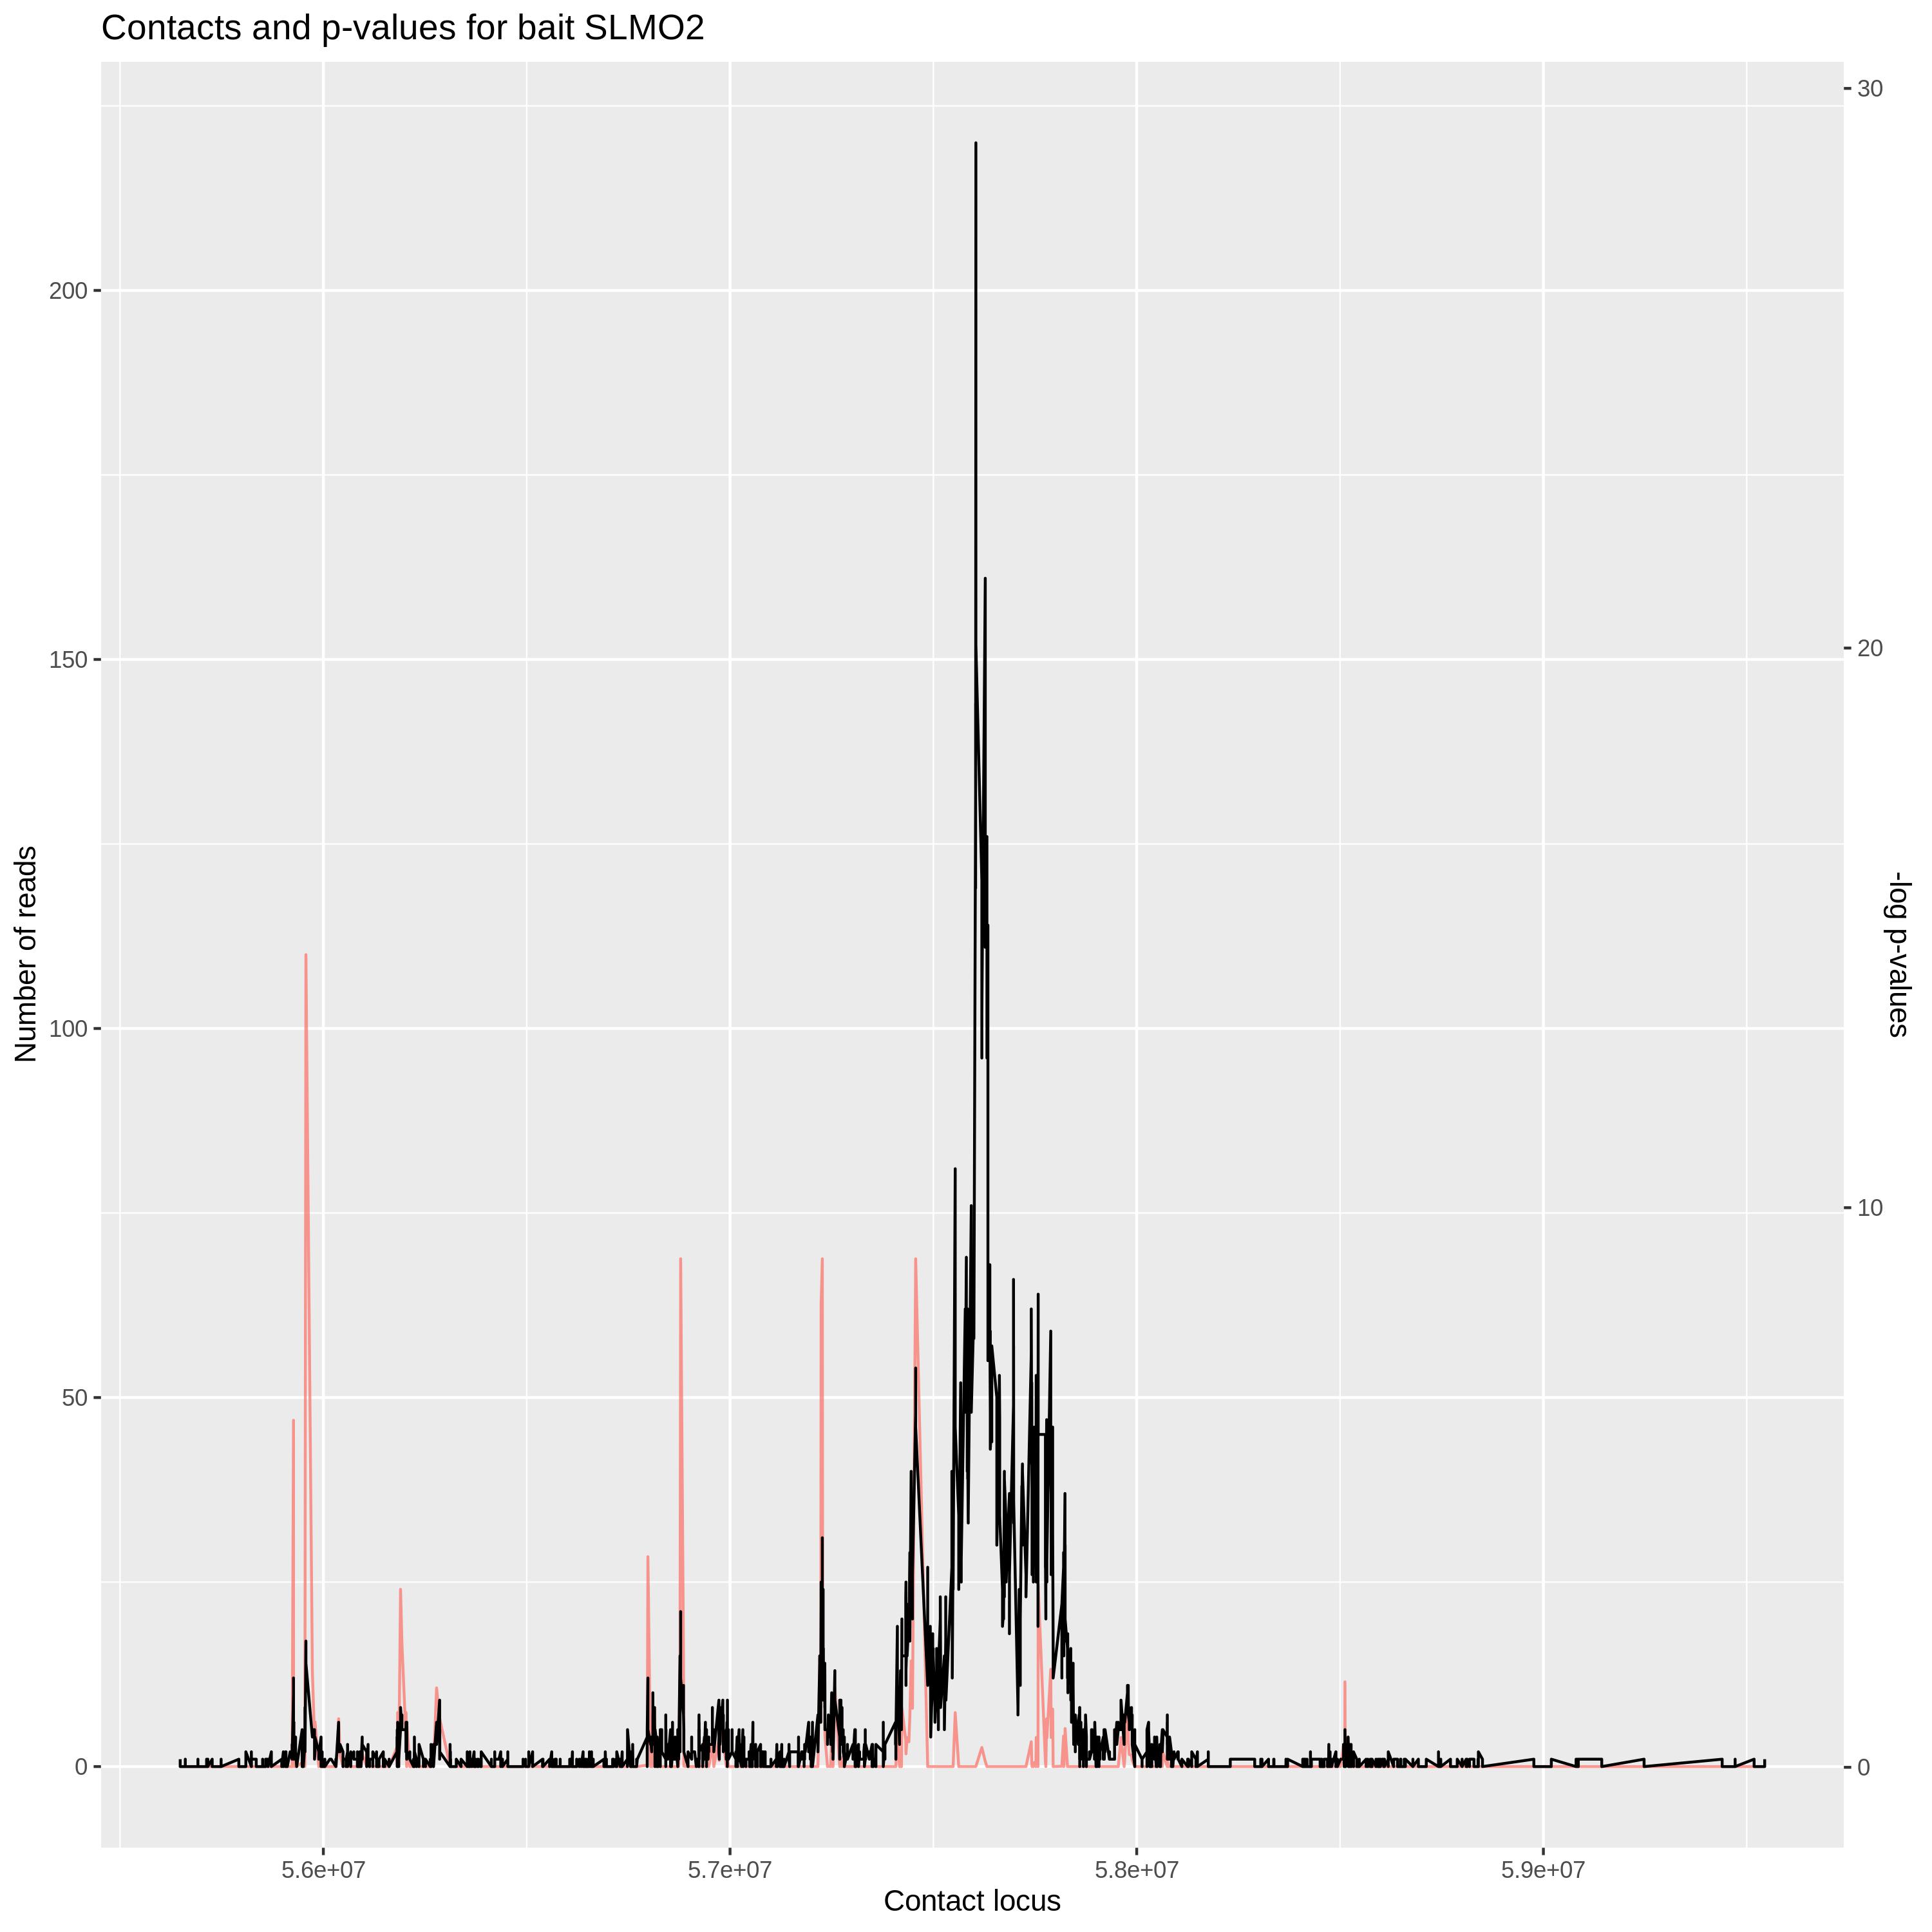 Contacts and p-values for bait SLMO2
Number of reads
200
150
100
50
0
30
20
10
0
-log p-values
5.6e+07 5.7e+07 5.8e+07 5.9e+07
Contact locus